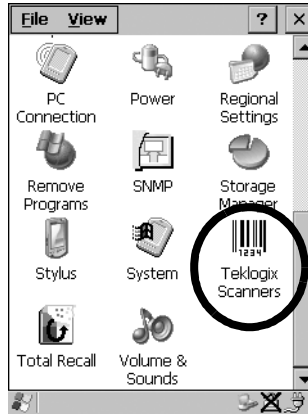 File View ? ×
PC Connection
Power
Regional Settings
Remove Programs
SNMP
Storage Manager
Stylus
System
1234
Teklogix Scanners
Total Recall
Volume & Sounds